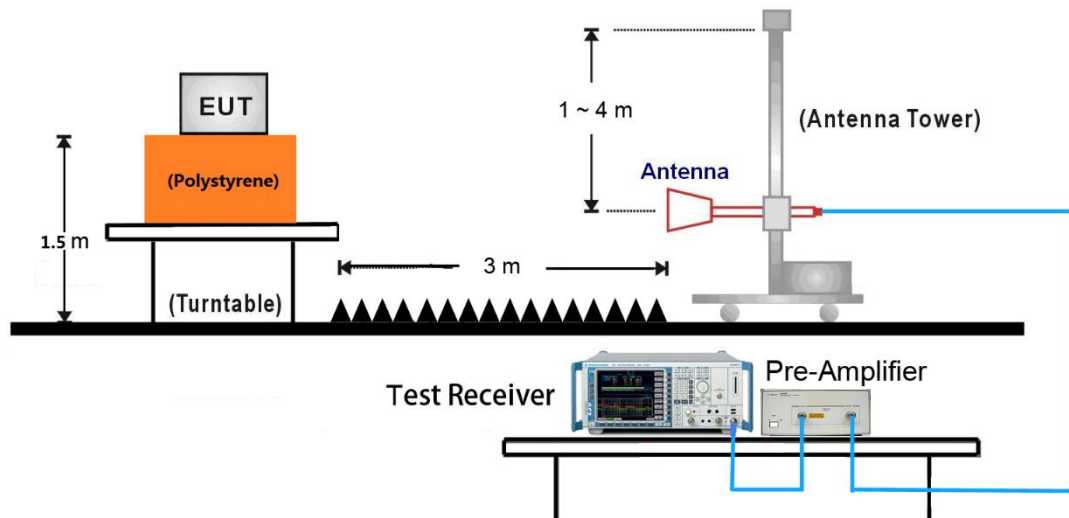 EUT
(Polystyrene)
1.5 m
(Turntable)
3 m
1 ~ 4 m
(Antenna Tower)
Antenna
Test Receiver
Pre-Amplifier